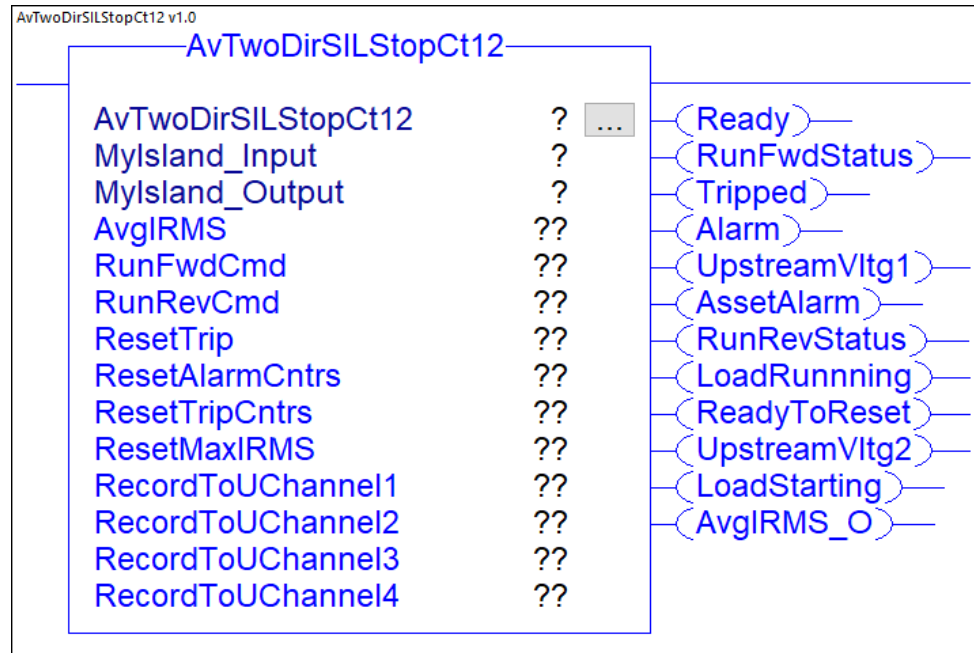 AvTwoDirSILStopCt12 v1.0
AvTwoDirSILStopCt12
AvTwoDirSILStopCt12 ? ... Ready
MyIsland_Input ? RunFwdStatus
MyIsland_Output ? Tripped
AvgIRMS ?? Alarm
RunFwdCmd ?? UpstreamVltg1
RunRevCmd ?? AssetAlarm
ResetTrip ?? RunRevStatus
ResetAlarmCntrs ?? LoadRunnning
ResetTripCntrs ?? ReadyToReset
ResetMaxIRMS ?? UpstreamVltg2
RecordToUChannel1 ?? LoadStarting
RecordToUChannel2 ?? AvgIRMS_O
RecordToUChannel3 ??
RecordToUChannel4 ??